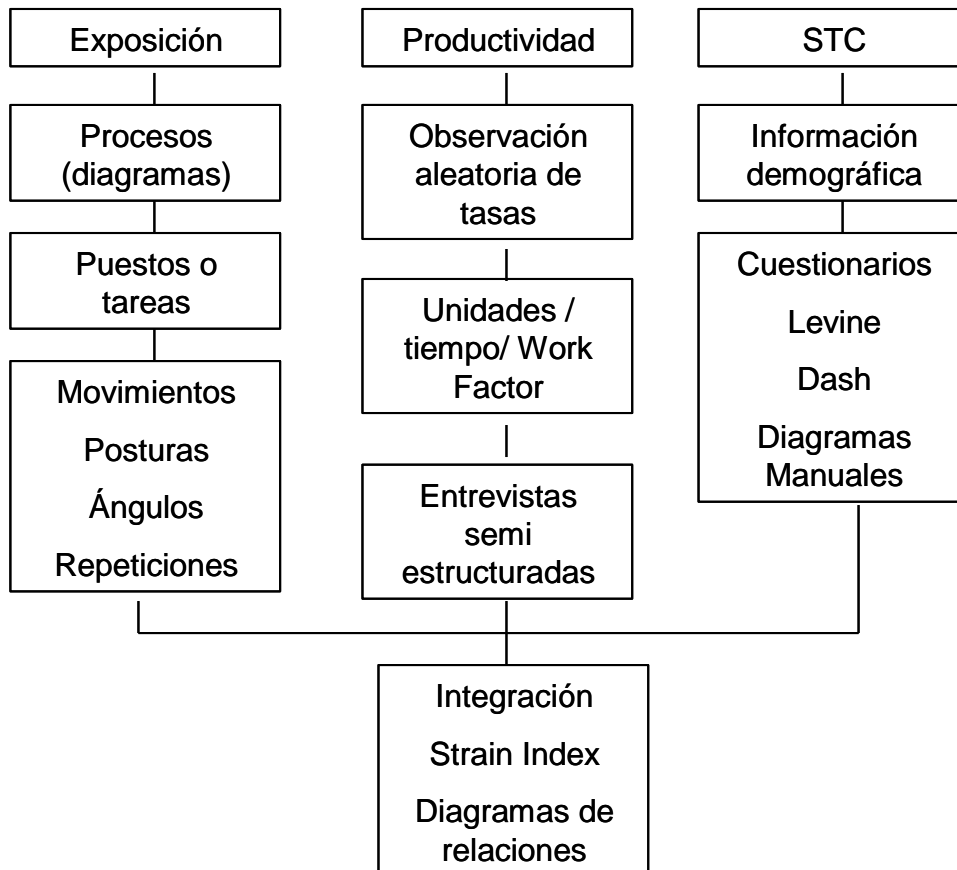 Exposición
Procesos
(diagramas)
Puestos o
tareas
Movimientos
Posturas
Ángulos
Repeticiones
Productividad
Observación
aleatoria de
tasas
Unidades /
tiempo/ Work
Factor
Entrevistas
semi
estructuradas
STC
Información
demográfica
Cuestionarios
Levine
Dash
Diagramas
Manuales
Integración
Strain Index
Diagramas de
relaciones